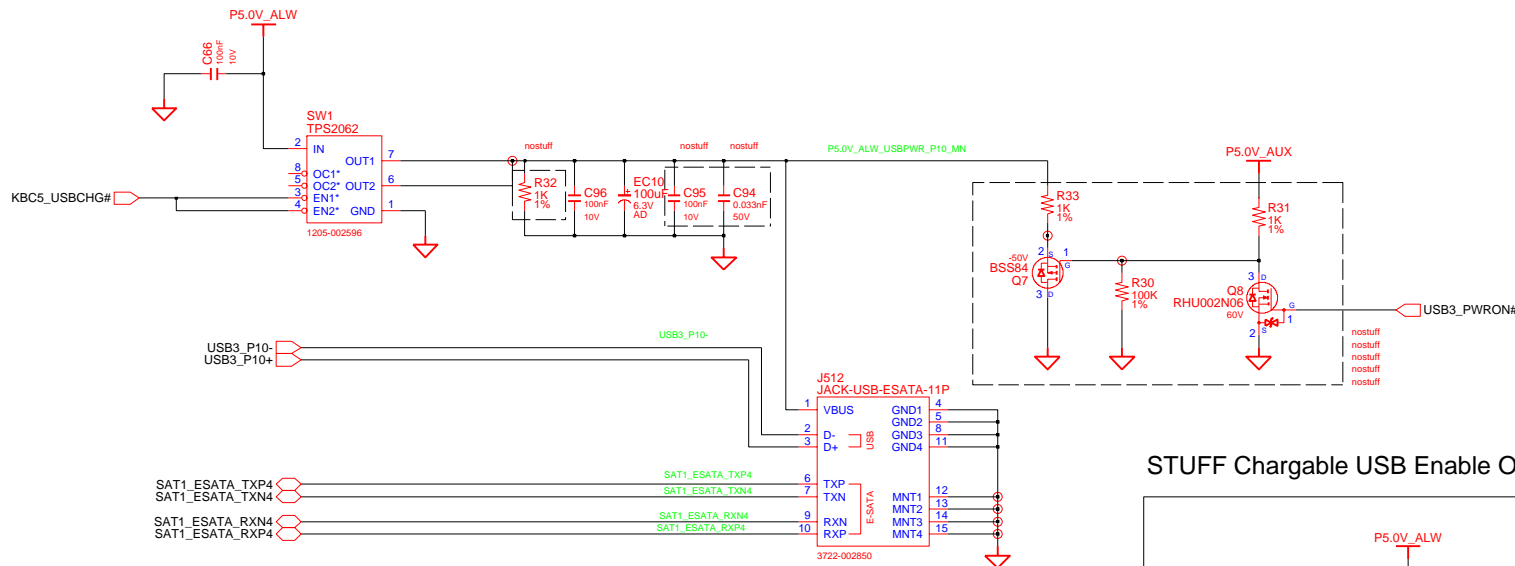 P5.0V_ALW
C66
100nF
10V
SW1
TPS2062
2 IN
OUT1 7
8 OC1*
5 OC2* OUT2 6
3 EN1*
4 EN2* GND 1
1205-002596
KBC5_USBCHG#
nostuff
R32
1K
1%
C96
100nF
10V
EC10
100uF
6.3V
AD
nostuff
C95
100nF
10V
nostuff
C94
0.033nF
50V
P5.0V_ALW_USBPWR_P10_MN
R33
1K
1%
P5.0V_AUX
R31
1K
1%
-50V
BSS84
Q7
2 S
1
G
3 D
R30
100K
1%
3 D
Q8
RHU002N06
60V
G
1
2 S
USB3_PWRON#
nostuff
nostuff
nostuff
nostuff
nostuff
USB3_P10-
USB3_P10-
USB3_P10+
J512
JACK-USB-ESATA-11P
1 VBUS GND1 4
GND2 5
2 D- GND3 8
3 D+ GND4 11
USB
6 TXP
7 TXN MNT1 12
MNT2 13
9 RXN MNT3 14
10 RXP MNT4 15
E-SATA
3722-002850
SAT1_ESATA_TXP4
SAT1_ESATA_TXN4
SAT1_ESATA_RXN4
SAT1_ESATA_RXP4
SAT1_ESATA_TXP4
SAT1_ESATA_TXN4
SAT1_ESATA_RXN4
SAT1_ESATA_RXP4
STUFF Chargable USB Enable O
P5.0V_ALW